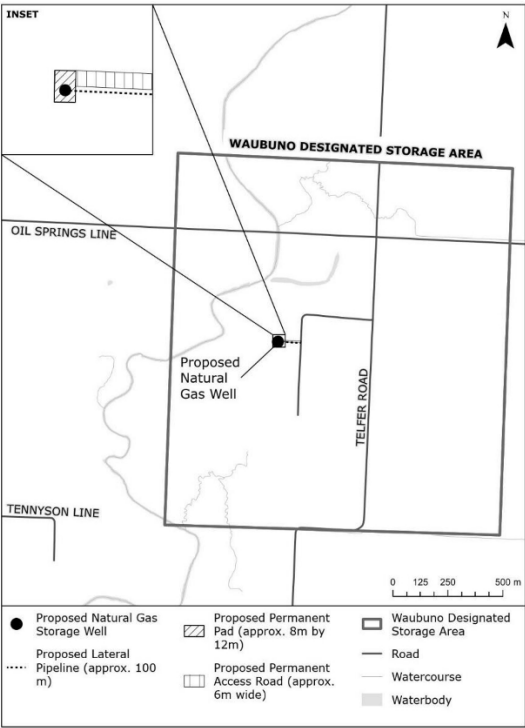 INSET
N
WAUBUNO DESIGNATED STORAGE AREA
OIL SPRINGS LINE
Proposed
Natural
Gas Well
TELFER ROAD
TENNYSON LINE
0 125 250 500 m
Proposed Natural Gas
Storage Well
Proposed Lateral
Pipeline (approx. 100
m)
Proposed Permanent
Pad (approx. 8m by
12m)
Proposed Permanent
Access Road (approx.
6m wide)
Waubuno Designated
Storage Area
Road
Watercourse
Waterbody